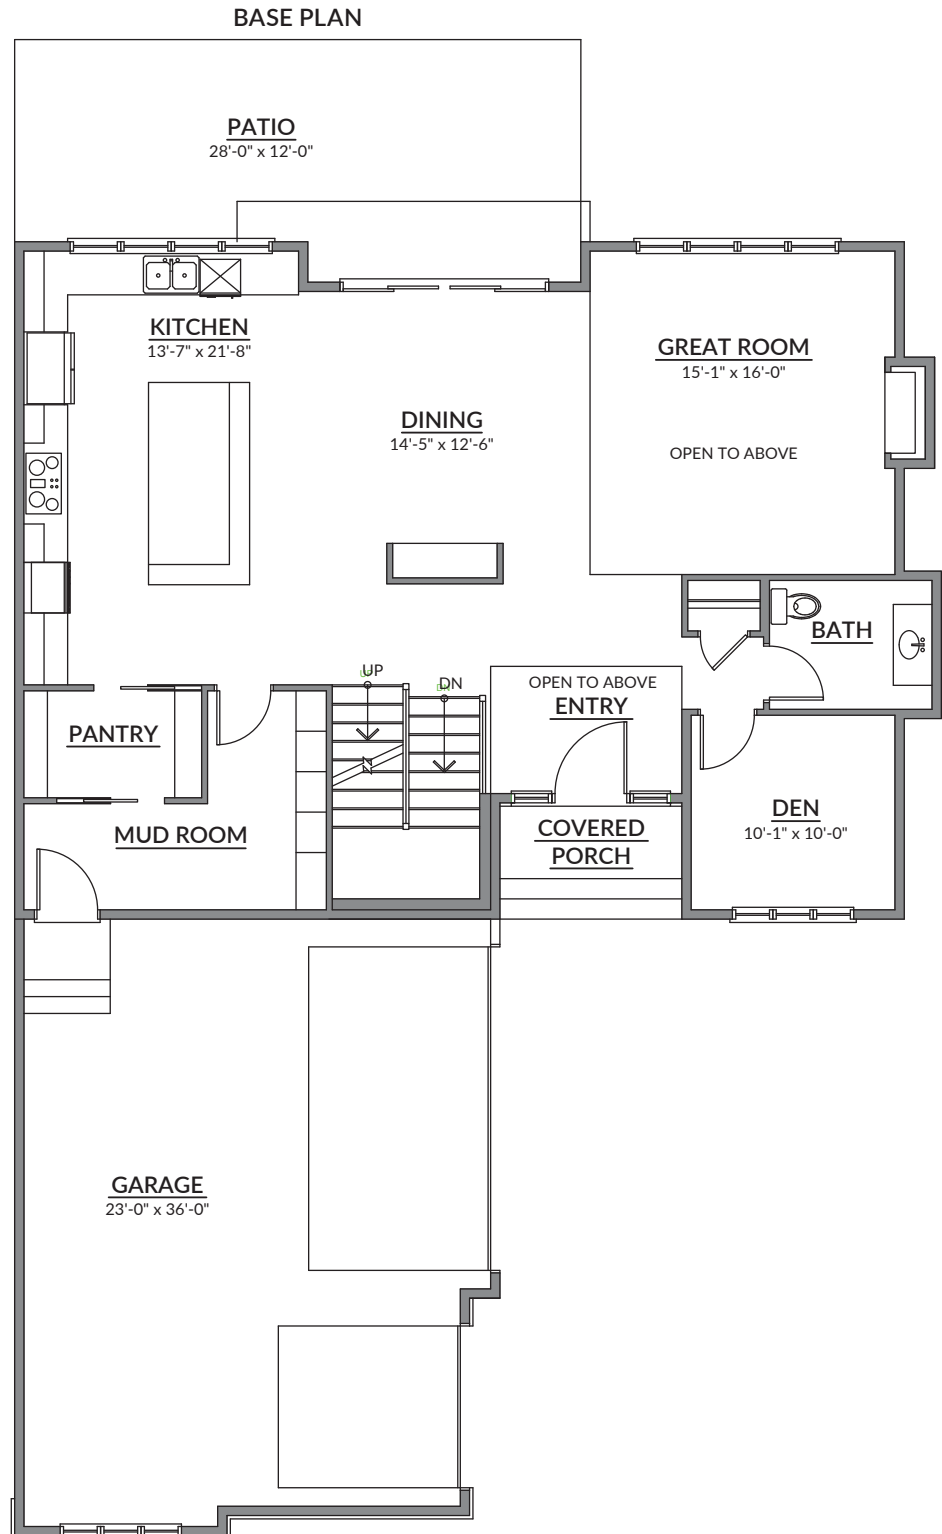 BASE PLAN
PATIO
28'-0" x 12'-0"
KITCHEN
13'-7" x 21'-8"
GREAT ROOM
15'-1" x 16'-0"
DINING
14'-5" x 12'-6"
OPEN TO ABOVE
BATH
UP
UP
DN
DN
OPEN TO ABOVE
ENTRY
PANTRY
MUD ROOM
COVERED
PORCH
DEN
10'-1" x 10'-0"
GARAGE
23'-0" x 36'-0"